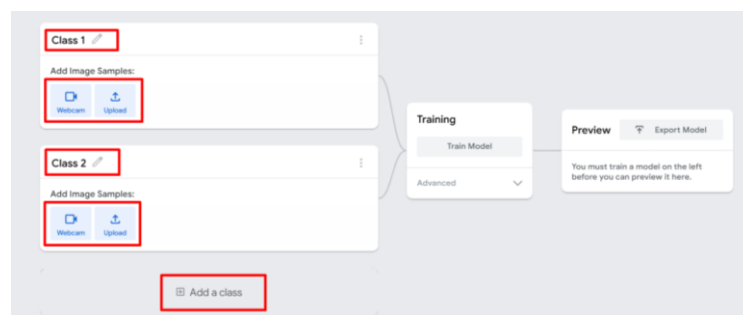 Class 1
Add Image Samples:
Webcam Upload
Class 2
Add Image Samples:
Webcam Upload
Add a class
Training
Train Model
Advanced
Preview
Export Model
You must train a model on the left
before you can preview it here.